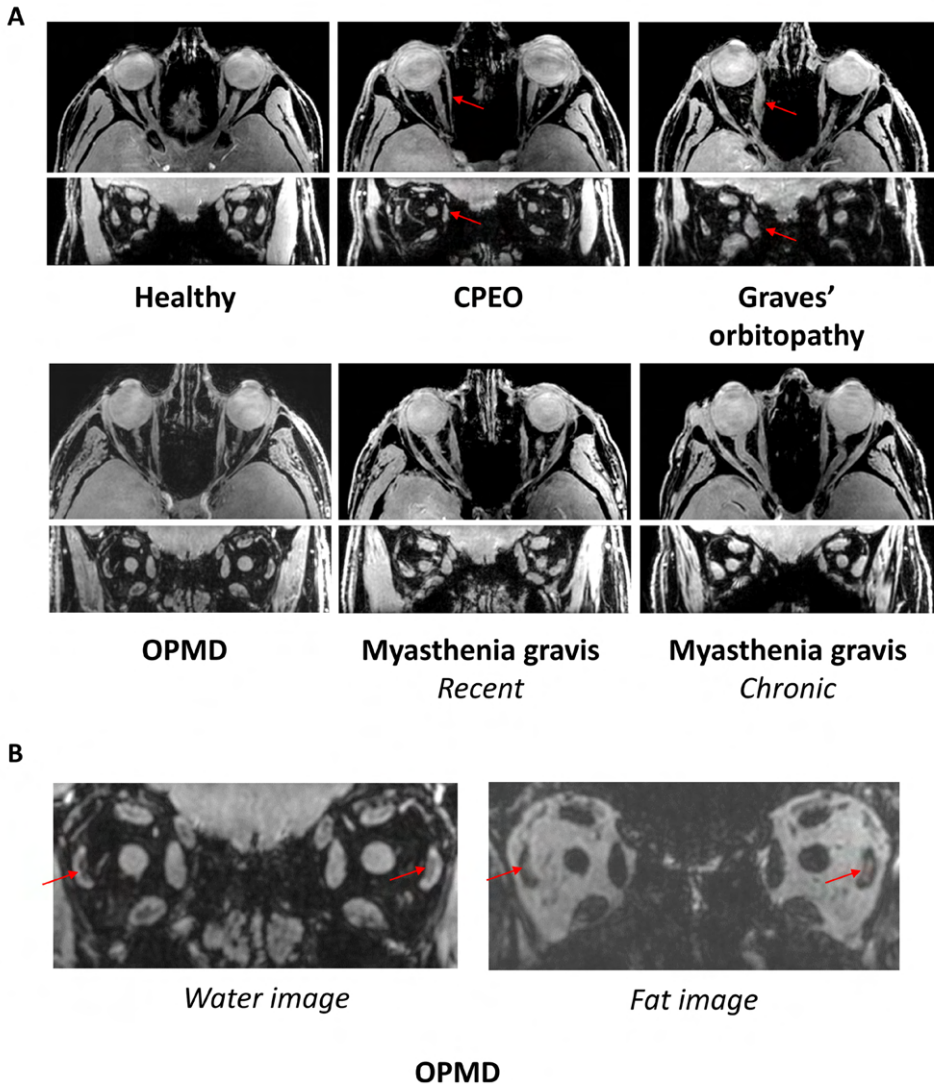 A
Healthy
CPEO
Graves’
orbitopathy
OPMD
Myasthenia gravis
Recent
Myasthenia gravis
Chronic
B
Water image
Fat image
OPMD